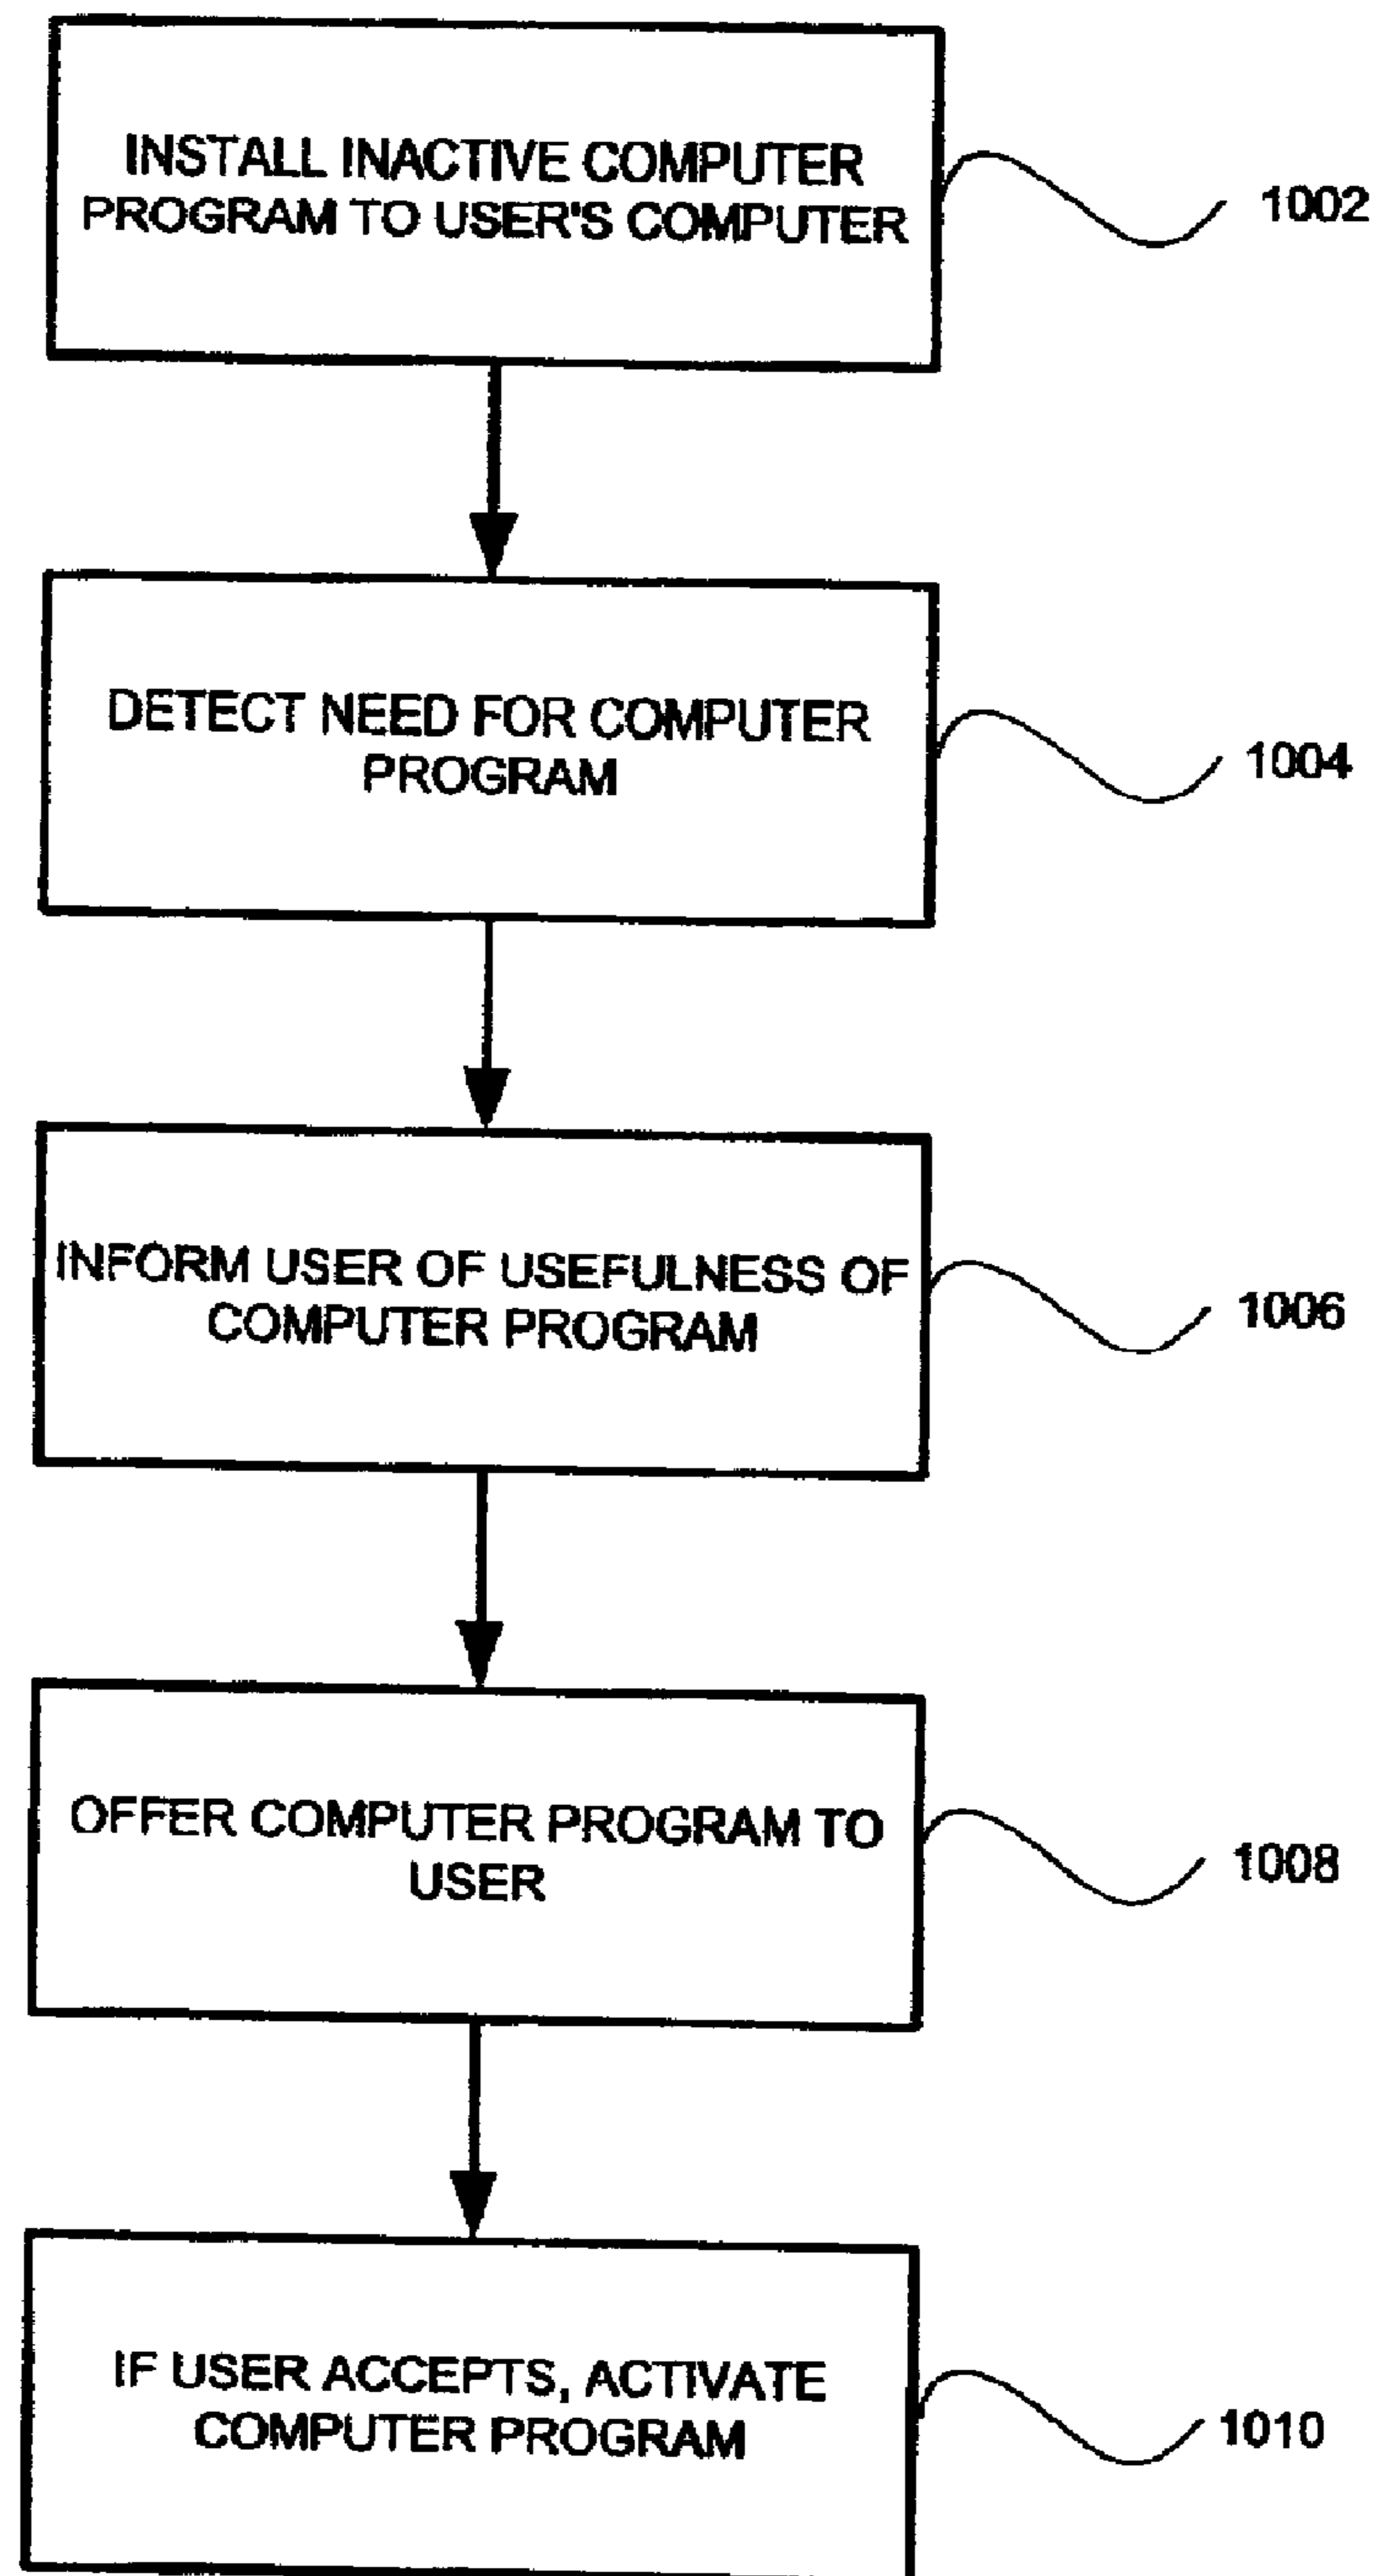 INSTALL INACTIVE COMPUTER
PROGRAM TO USER'S COMPUTER
1002
DETECT NEED FOR COMPUTER
PROGRAM
1004
INFORM USER OF USEFULNESS OF
COMPUTER PROGRAM
1006
OFFER COMPUTER PROGRAM TO
USER
1008
IF USER ACCEPTS, ACTIVATE
COMPUTER PROGRAM
1010